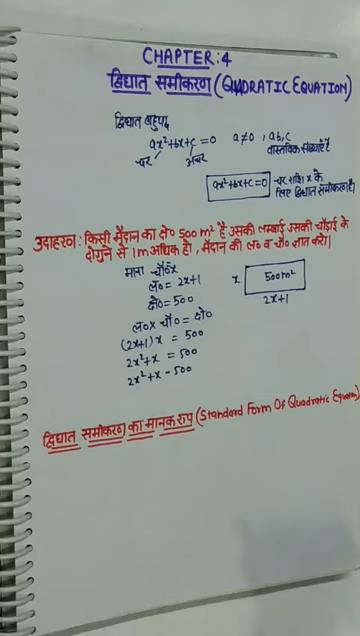 CHAPTER:4
द्विघात समीकरण (QUADRATIC EQUATION)
द्विघात बहुपद
ax²+bx+c=0 a≠0 , a,b,c
वास्तविक संख्याएँ हैं
चर अचर
ax²+bx+c=0 चर राशि x के
लिए द्विघात समीकरण है।
उदाहरण: किसी मैदान का क्षे० 500m² है उसकी लम्बाई उसकी चौड़ाई के
दोगुने से 1m अधिक हो, मैदान की ल० व चौ० ज्ञात करो।
माना चौ०=x
ल०= 2x+1
क्षे०=500
x 500m²
2x+1
ल०x चौ०= क्षे०
(2x+1)x = 500
2x²+x = 500
2x²+x-500
द्विघात समीकरण का मानक रूप (Standard Form Of Quadratic Equation)